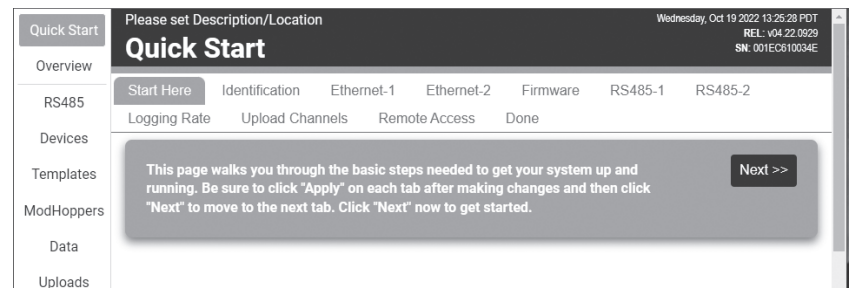 Quick Start
Overview
RS485
Devices
Templates
ModHoppers
Data
Uploads
Please set Description/Location
Quick Start
Wednesday, Oct 19 2022 13:25:28 PDT
REL: v04.22.0929
SN: 001EC610034E
Start Here Identification Ethernet-1 Ethernet-2 Firmware RS485-1 RS485-2
Logging Rate Upload Channels Remote Access Done
This page walks you through the basic steps needed to get your system up and
running. Be sure to click "Apply" on each tab after making changes and then click
"Next" to move to the next tab. Click "Next" now to get started.
Next >>